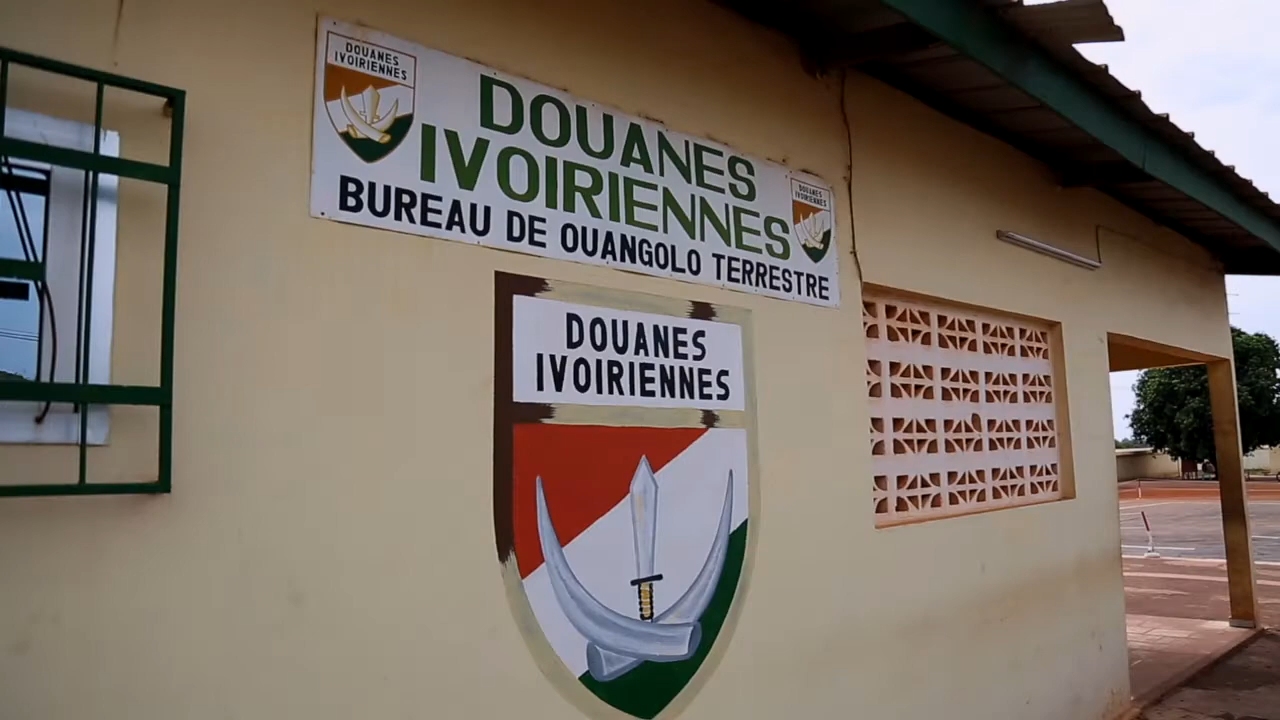 DOUANES
IVOIRIENNES
DOUANES
IVOIRIENNES
BUREAU DE OUANGOLO TERRESTRE
DOUANES
IVOIRIENNES
DOUANES
IVOIRIENNES